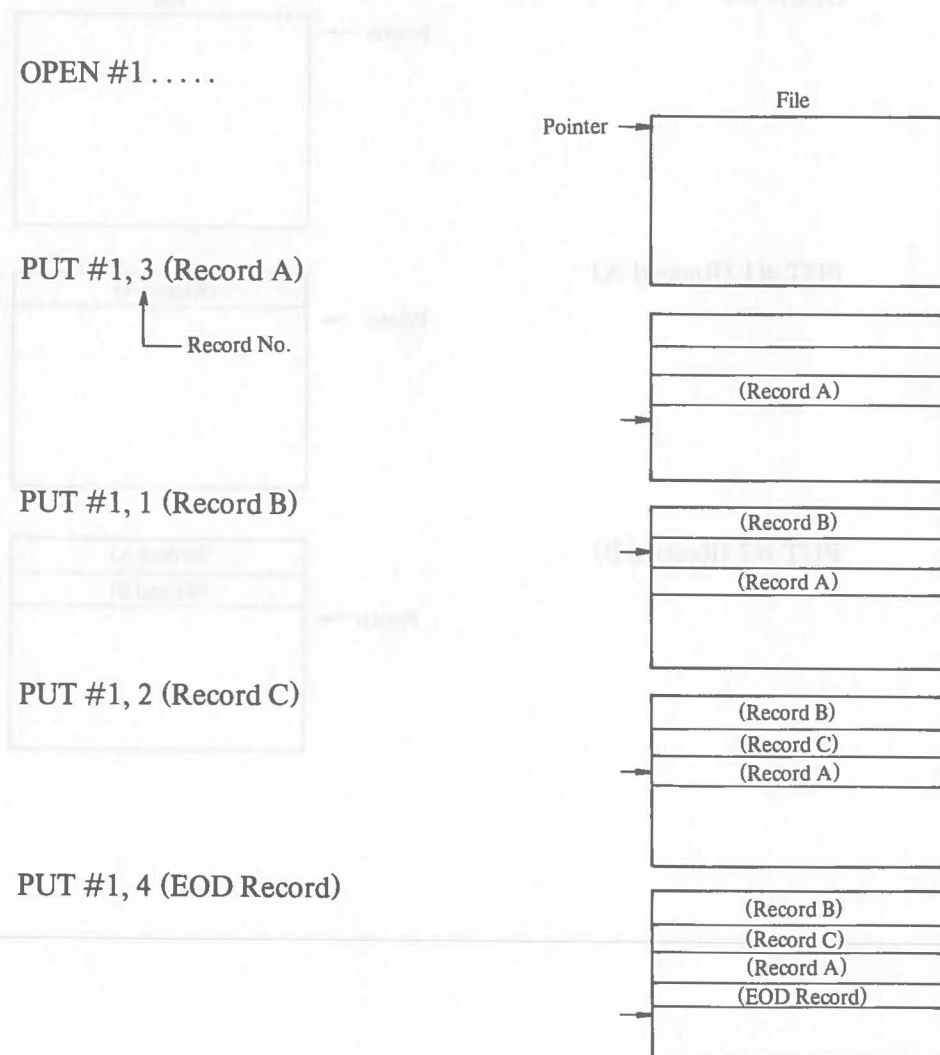 OPEN #1 . . . . .
File
Pointer
PUT #1, 3 (Record A)
Record No.
(Record A)
PUT #1, 1 (Record B)
(Record B)
(Record A)
PUT #1, 2 (Record C)
(Record B)
(Record C)
(Record A)
PUT #1, 4 (EOD Record)
(Record B)
(Record C)
(Record A)
(EOD Record)